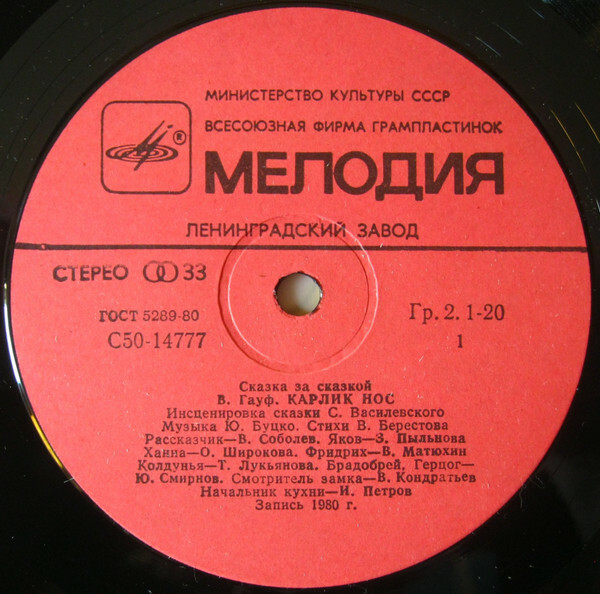 МИНИСТЕРСТВО КУЛЬТУРЫ СССР
ВСЕСОЮЗНАЯ ФИРМА ГРАМПЛАСТИНОК
®
МЕЛОДИЯ
ЛЕНИНГРАДСКИЙ ЗАВОД
СТЕРЕО 33
ГОСТ 5289-80
Гр. 2. 1-20
С50-14777
1
Сказка за сказкой
В. Гауф. КАРЛИК НОС
Инсценировка сказки С. Василевского
Музыка Ю. Буцко. Стихи В. Берестова
Рассказчик—В. Соболев. Яков—З. Пыльнова
Ханна—О. Широкова. Фридрих—В. Матюхин
Колдунья—Т. Лукьянова. Брадобрей, Герцог—
Ю. Смирнов. Смотритель замка—В. Кондратьев
Начальник кухни—И. Петров
Запись 1980 г.